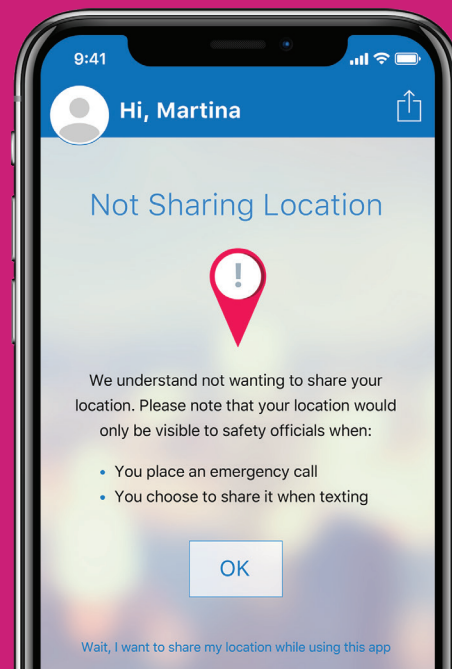 9:41
Hi, Martina
Not Sharing Location
!
We understand not wanting to share your
location. Please note that your location would
only be visible to safety officials when:
• You place an emergency call
• You choose to share it when texting
OK
Wait, I want to share my location while using this app